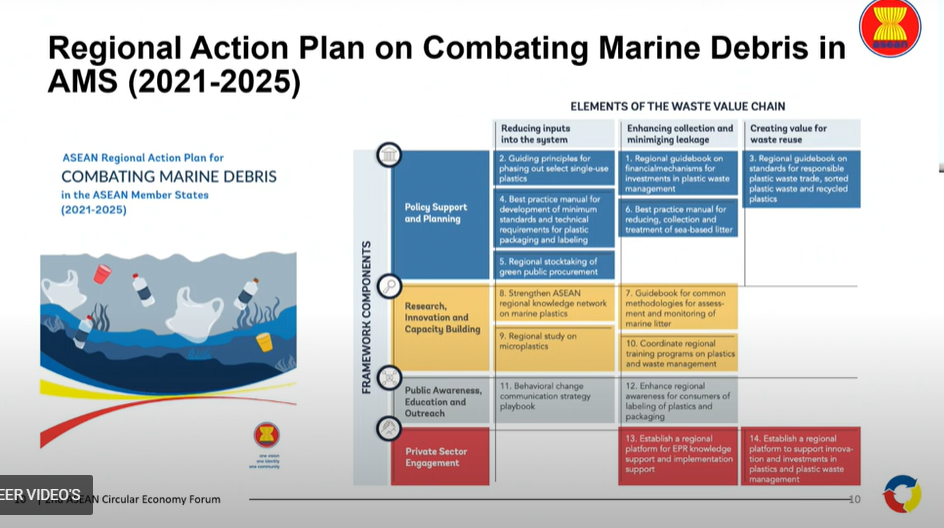 Regional Action Plan on Combating Marine Debris in
AMS (2021-2025)
asean
ASEAN Regional Action Plan for
COMBATING MARINE DEBRIS
in the ASEAN Member States
(2021-2025)
one vision
one identity
one community
ELEMENTS OF THE WASTE VALUE CHAIN
Reducing inputs
into the system
Enhancing collection and
minimizing leakage
Creating value for
waste reuse
FRAMEWORK COMPONENTS
Policy Support
and Planning
2. Guiding principles for
phasing out select single-use
plastics
4. Best practice manual for
development of minimum
standards and technical
requirements for plastic
packaging and labeling
5. Regional stocktaking of
green public procurement
1. Regional guidebook on
financialmechanisms for
investments in plastic waste
management
6. Best practice manual for
reducing, collection and
treatment of sea-based litter
3. Regional guidebook on
standards for responsible
plastic waste trade, sorted
plastic waste and recycled
plastics
Research,
Innovation and
Capacity Building
8. Strengthen ASEAN
regional knowledge network
on marine plastics
9. Regional study on
microplastics
7. Guidebook for common
methodologies for assess-
ment and monitoring of
marine litter
10. Coordinate regional
training programs on plastics
and waste management
Public Awareness,
Education and
Outreach
11. Behavioral change
communication strategy
playbook
12. Enhance regional
awareness for consumers of
labeling of plastics and
packaging
Private Sector
Engagement
13. Establish a regional
platform for EPR knowledge
support and implementation
support
14. Establish a regional
platform to support innova-
tion and investments in
plastics and plastic waste
management
EER VIDEO'S
ASEAN Circular Economy Forum
10